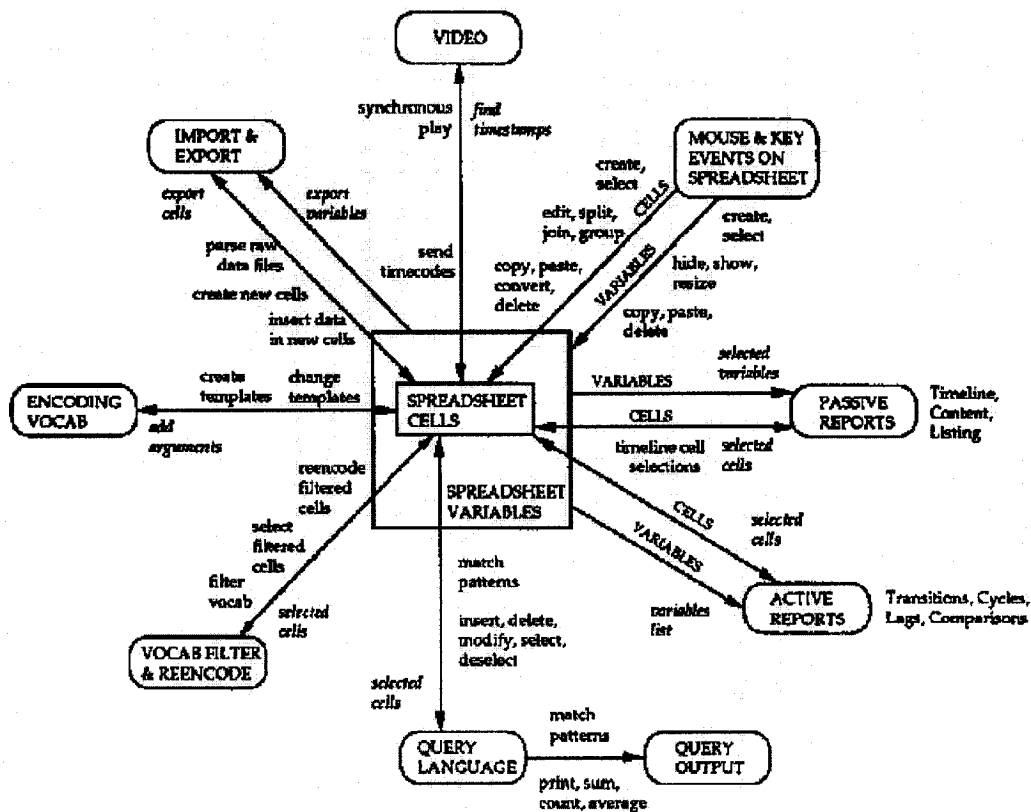 VIDEO
synchronous
play
find
timestamps
IMPORT &
EXPORT
MOUSE & KEY
EVENTS ON
SPREADSHEET
export
cells
export
variables
create,
select
CELLS
edit, split,
join, group
create,
select
parse raw
data files
send
timecodes
copy, paste,
convert,
delete
VARIABLES
hide, show,
resize
create new cells
insert data
in new cells
copy, paste,
delete
selected
variables
VARIABLES
ENCODING
VOCAB
create
templates
change
templates
add
arguments
SPREADSHEET
CELLS
CELLS
PASSIVE
REPORTS
Timeline,
Content,
Listing
timeline cell
selections
selected
cells
reencode
filtered
cells
SPREADSHEET
VARIABLES
CELLS
selected
cells
VARIABLES
select
filtered
cells
filter
vocab
selected
cells
match
patterns
variables
list
ACTIVE
REPORTS
Transitions, Cycles,
Lags, Comparisons
insert, delete,
modify, select,
deselect
VOCAB FILTER
& REENCODE
selected
cells
QUERY
LANGUAGE
match
patterns
print, sum,
count, average
QUERY
OUTPUT